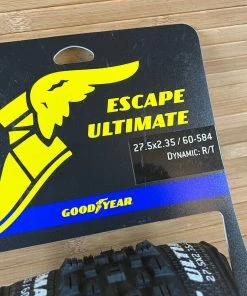 ESCAPE
ULTIMATE
27.5x2.35 / 60-584
DYNAMIC: R/T
GOODYEAR